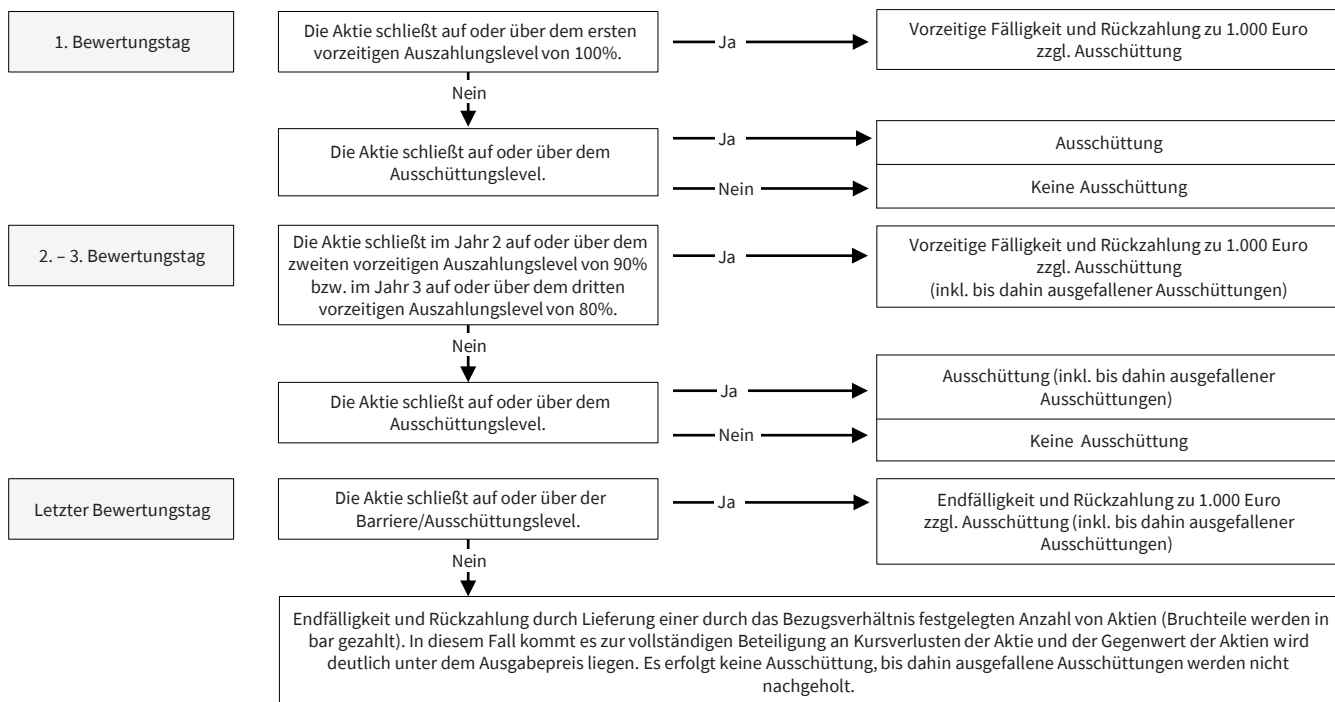 1. Bewertungstag
Die Aktie schließt auf oder über dem ersten
vorzeitigen Auszahlungslevel von 100%.
Ja
Vorzeitige Fälligkeit und Rückzahlung zu 1.000 Euro
zzgl. Ausschüttung
Nein
Die Aktie schließt auf oder über dem
Ausschüttungslevel.
Ja
Ausschüttung
Nein
Keine Ausschüttung
2. – 3. Bewertungstag
Die Aktie schließt im Jahr 2 auf oder über dem
zweiten vorzeitigen Auszahlungslevel von 90%
bzw. im Jahr 3 auf oder über dem dritten
vorzeitigen Auszahlungslevel von 80%.
Ja
Vorzeitige Fälligkeit und Rückzahlung zu 1.000 Euro
zzgl. Ausschüttung
(inkl. bis dahin ausgefallener Ausschüttungen)
Nein
Die Aktie schließt auf oder über dem
Ausschüttungslevel.
Ja
Ausschüttung (inkl. bis dahin ausgefallener
Ausschüttungen)
Nein
Keine Ausschüttung
Letzter Bewertungstag
Die Aktie schließt auf oder über der
Barriere/Ausschüttungslevel.
Ja
Endfälligkeit und Rückzahlung zu 1.000 Euro
zzgl. Ausschüttung (inkl. bis dahin ausgefallener
Ausschüttungen)
Nein
Endfälligkeit und Rückzahlung durch Lieferung einer durch das Bezugsverhältnis festgelegten Anzahl von Aktien (Bruchteile werden in
bar gezahlt). In diesem Fall kommt es zur vollständigen Beteiligung an Kursverlusten der Aktie und der Gegenwert der Aktien wird
deutlich unter dem Ausgabepreis liegen. Es erfolgt keine Ausschüttung, bis dahin ausgefallene Ausschüttungen werden nicht
nachgeholt.